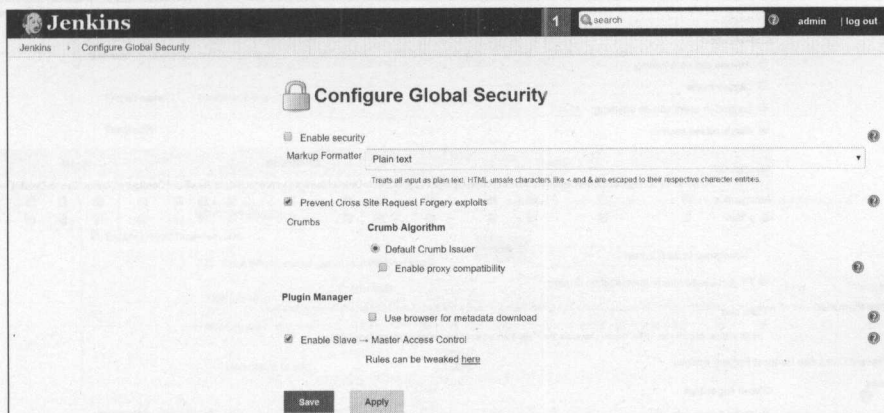 Jenkins
1
search
admin | log out
Jenkins › Configure Global Security
Configure Global Security
Enable security
Markup Formatter Plain text
Treats all input as plain text. HTML unsafe characters like < and & are escaped to their respective character entities.
Prevent Cross Site Request Forgery exploits
Crumbs
Crumb Algorithm
Default Crumb Issuer
Enable proxy compatibility
Plugin Manager
Use browser for metadata download
Enable Slave → Master Access Control
Rules can be tweaked here
Save Apply